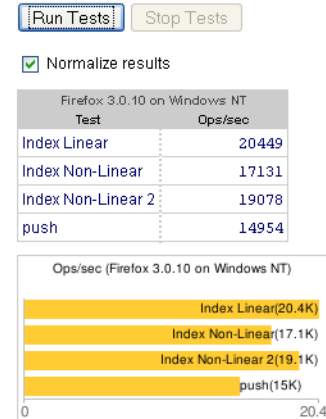 Run Tests Stop Tests
Normalize results
Firefox 3.0.10 on Windows NT
Test Ops/sec
Index Linear 20449
Index Non-Linear 17131
Index Non-Linear 2 19078
push 14954
Ops/sec (Firefox 3.0.10 on Windows NT)
Index Linear(20.4K)
Index Non-Linear(17.1K)
Index Non-Linear 2(19.1K)
push(15K)
0 20.4